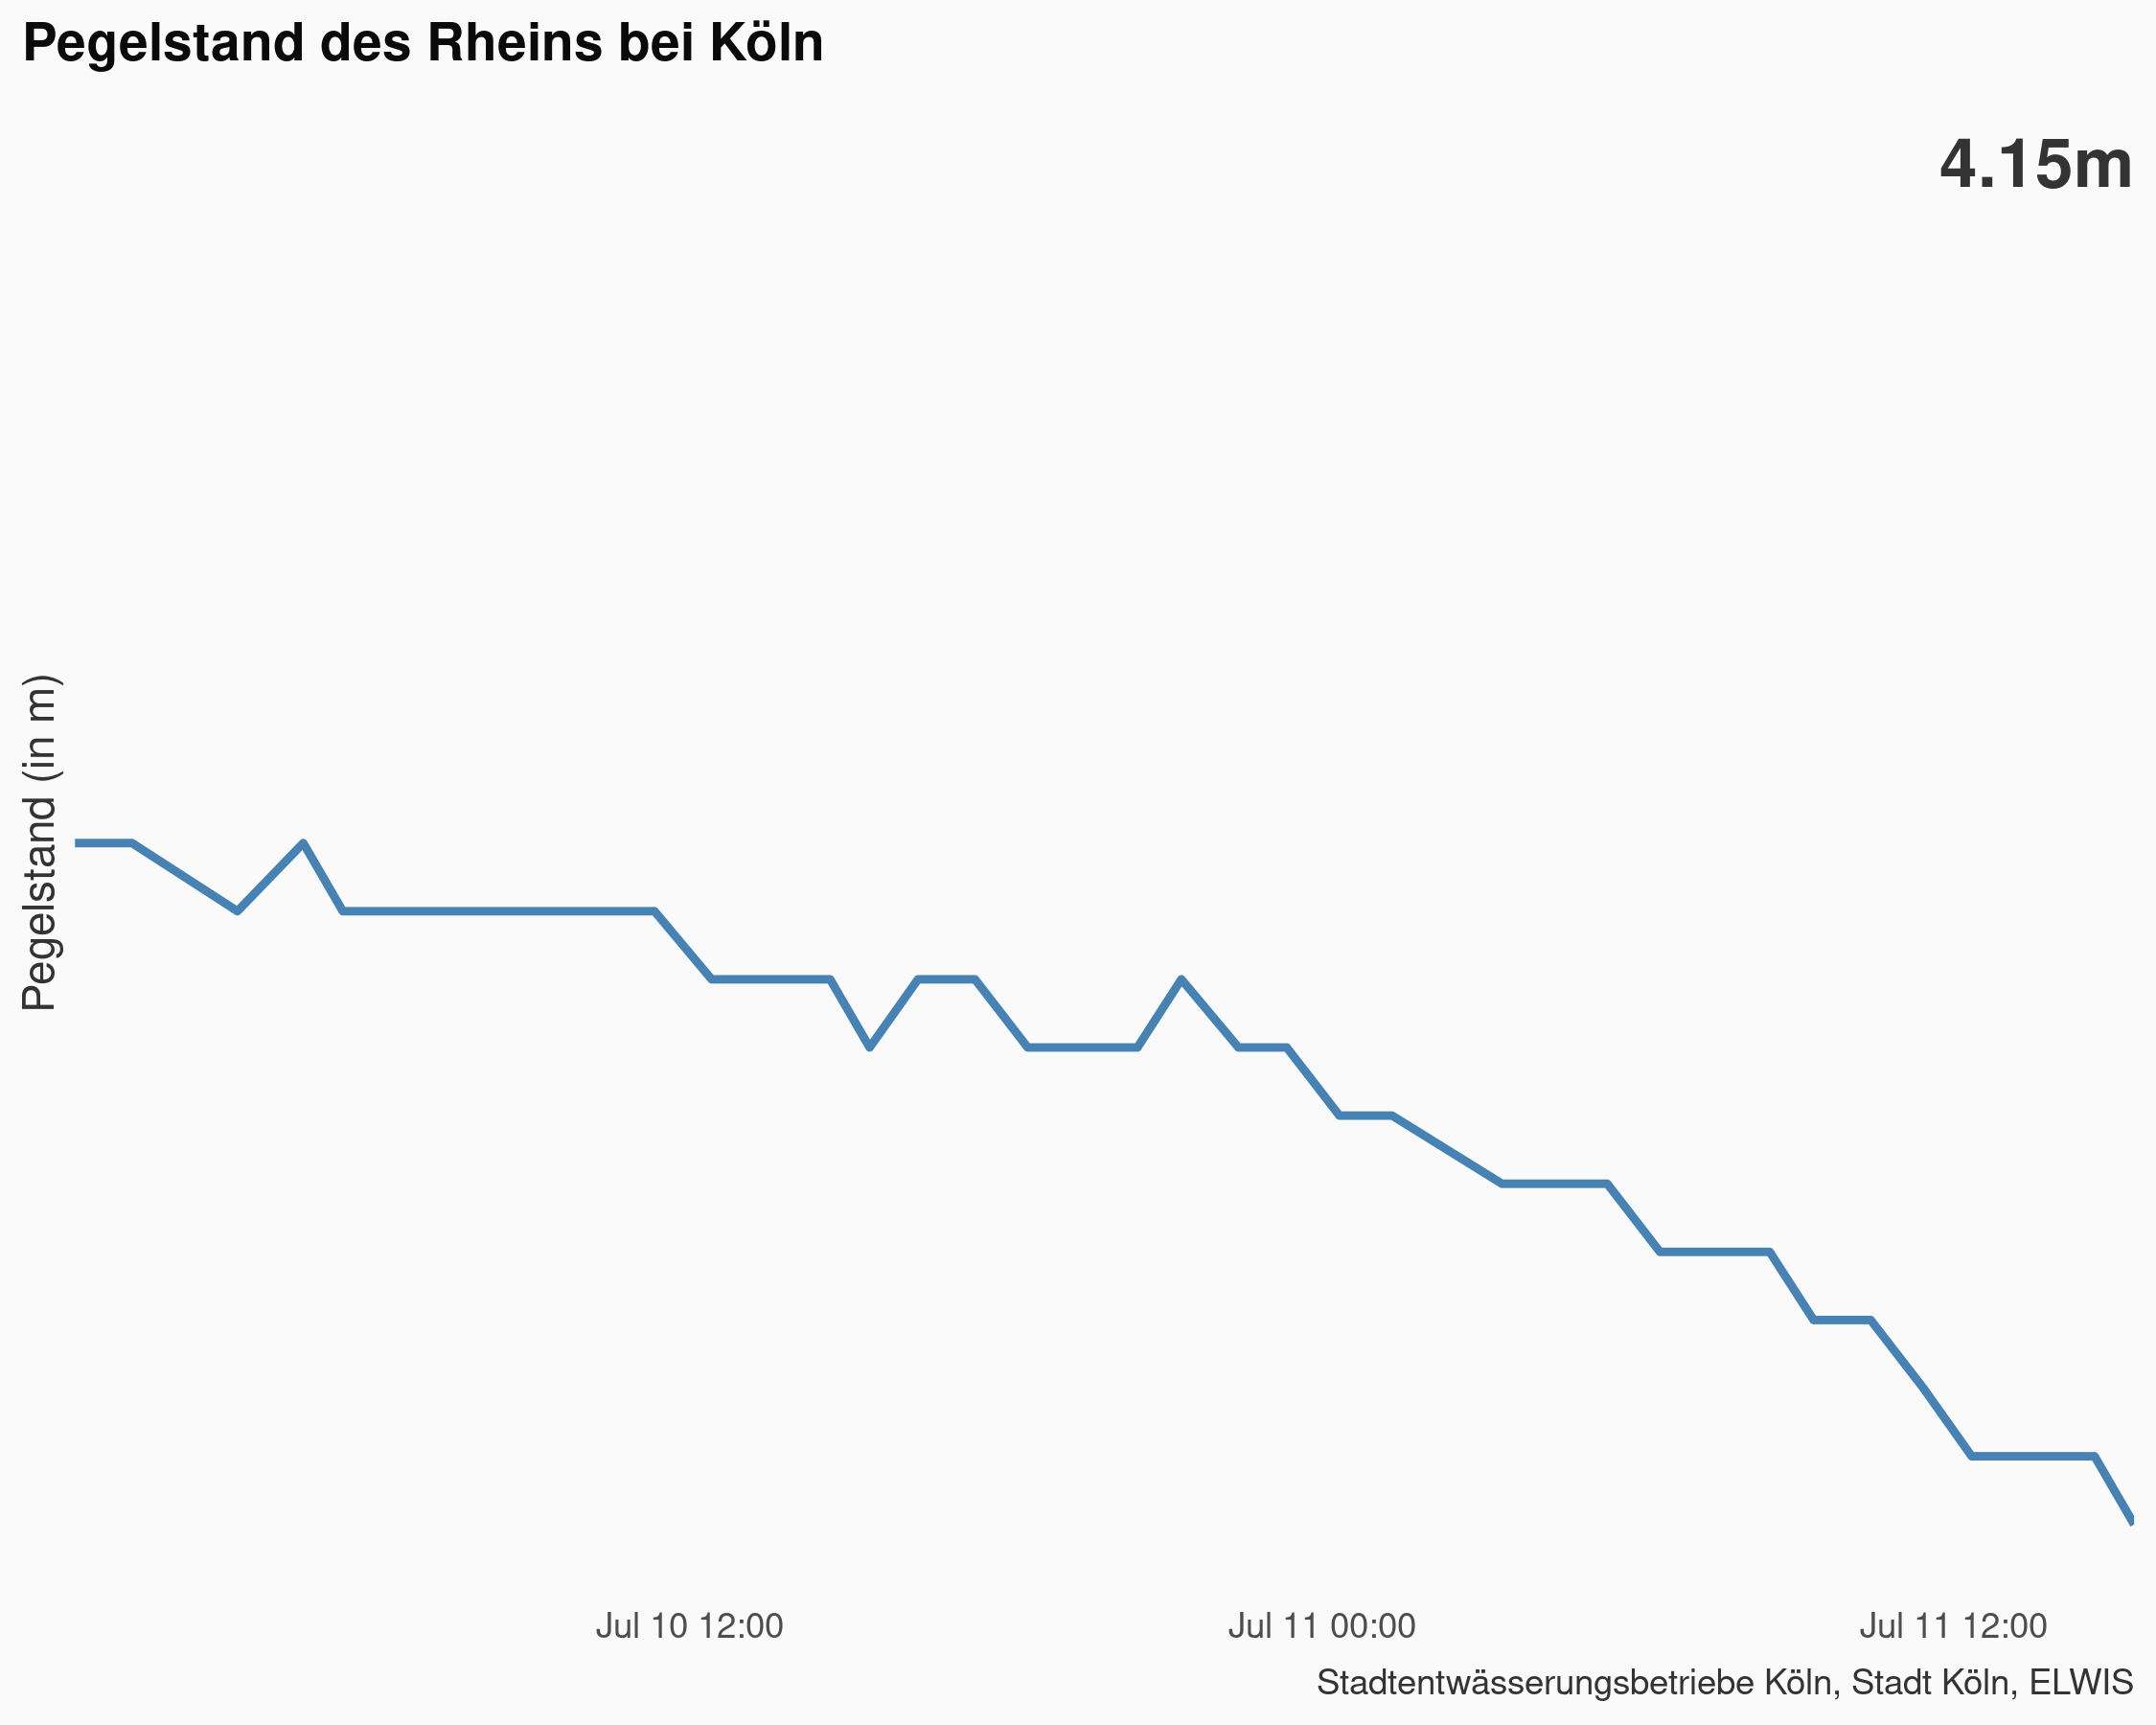 Pegelstand des Rheins bei Köln
4.15m
Pegelstand (in m)
Jul 10 12:00
Jul 11 00:00
Jul 11 12:00
Stadtentwässerungsbetriebe Köln, Stadt Köln, ELWIS